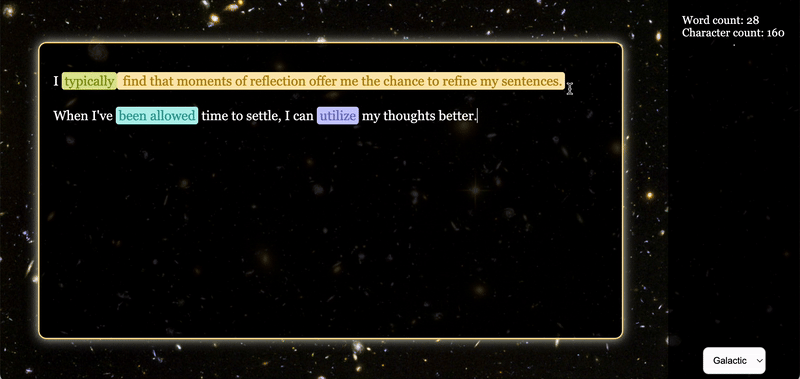 Word count: 28
Character count: 160
I typically find that moments of reflection offer me the chance to refine my sentences.
When I've been allowed time to settle, I can utilize my thoughts better.
Galactic